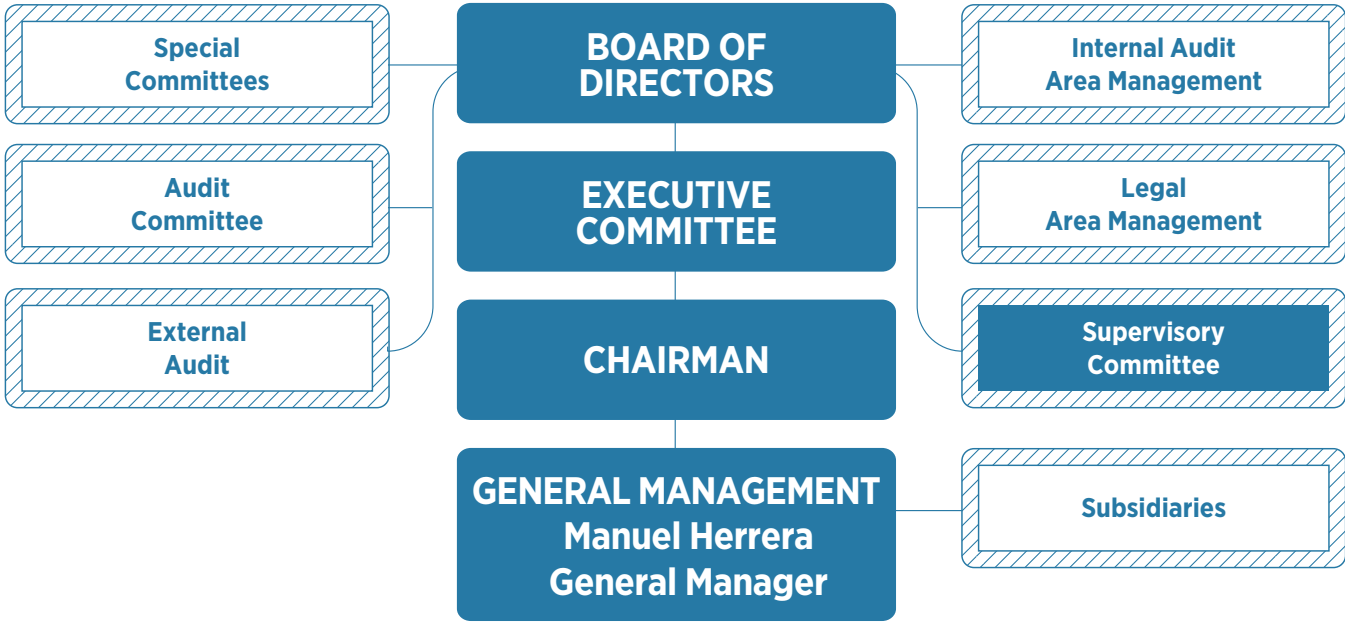 Special
Committees
BOARD OF
DIRECTORS
Internal Audit
Area Management
Audit
Committee
EXECUTIVE
COMMITTEE
Legal
Area Management
External
Audit
CHAIRMAN
Supervisory
Committee
GENERAL MANAGEMENT
Manuel Herrera
General Manager
Subsidiaries